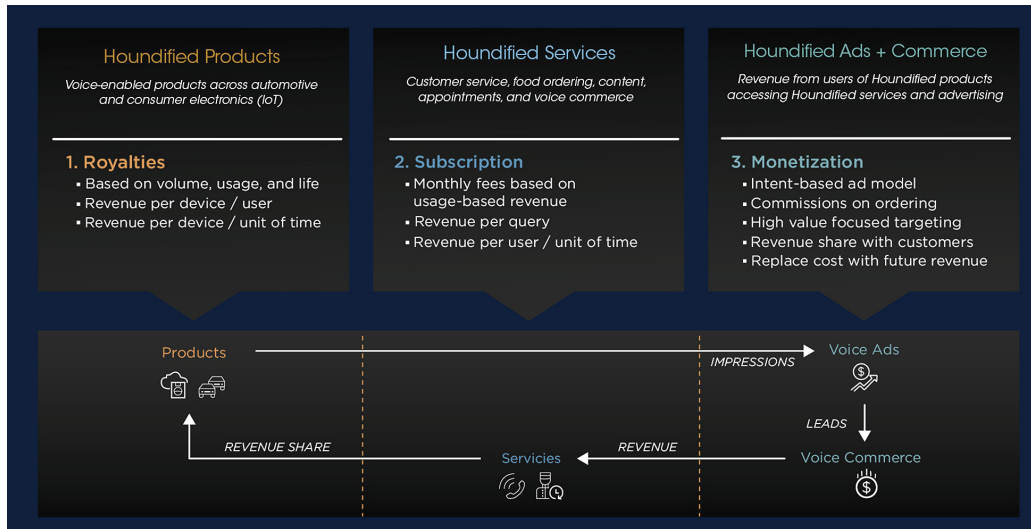 Houndified Products
Voice-enabled products across automotive
and consumer electronics (IoT)
1. Royalties
▪ Based on volume, usage, and life
▪ Revenue per device / user
▪ Revenue per device / unit of time
Houndified Services
Customer service, food ordering, content,
appointments, and voice commerce
2. Subscription
▪ Monthly fees based on
usage-based revenue
▪ Revenue per query
▪ Revenue per user / unit of time
Houndified Ads + Commerce
Revenue from users of Houndified products
accessing Houndified services and advertising
3. Monetization
▪ Intent-based ad model
▪ Commissions on ordering
▪ High value focused targeting
▪ Revenue share with customers
▪ Replace cost with future revenue
Products
IMPRESSIONS
Voice Ads
$
LEADS
REVENUE SHARE
Servicies
REVENUE
Voice Commerce
$